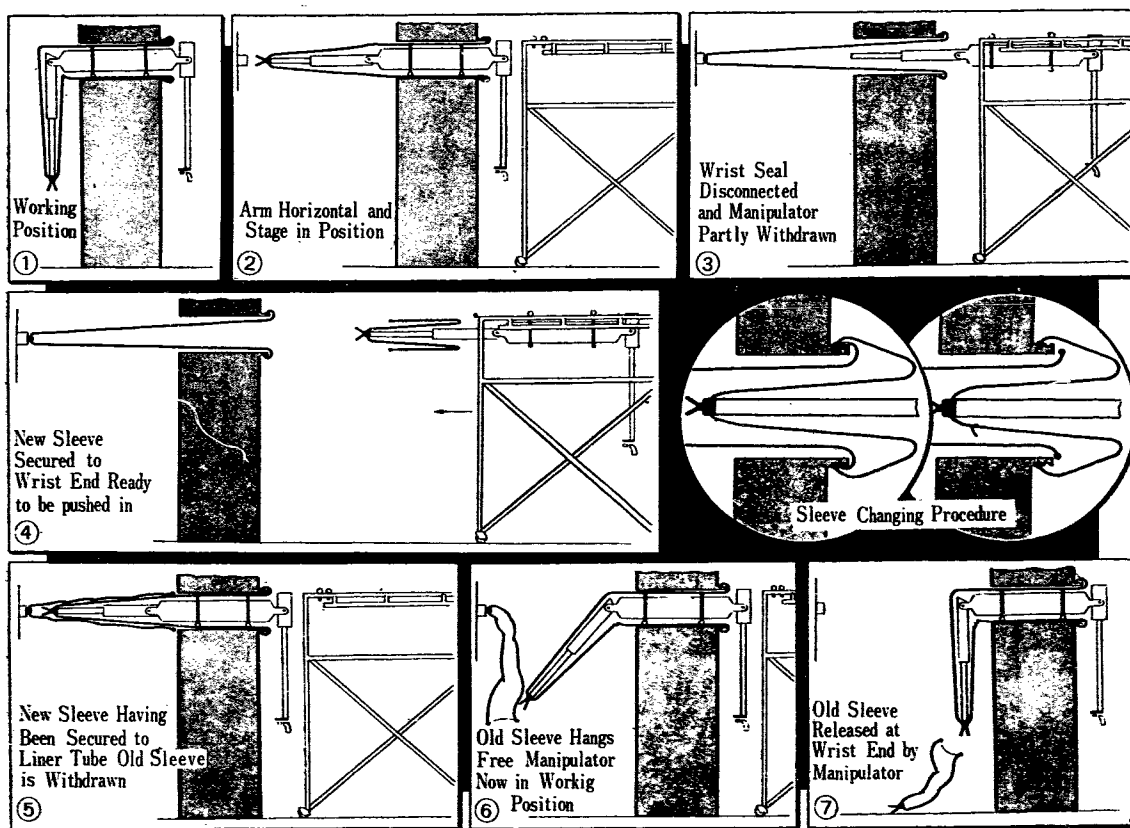 Working
Position
①
Arm Horizontal and
Stage in Position
②
Wrist Seal
Disconnected
and Manipulator
Partly Withdrawn
③
New Sleeve
Secured to
Wrist End Ready
to be pushed in
④
Sleeve Changing Procedure
New Sleeve Having
Been Secured to
Liner Tube Old Sleeve
is Withdrawn
⑤
Old Sleeve Hangs
Free Manipulator
Now in Workig
Position
⑥
Old Sleeve
Released at
Wrist End by
Manipulator
⑦